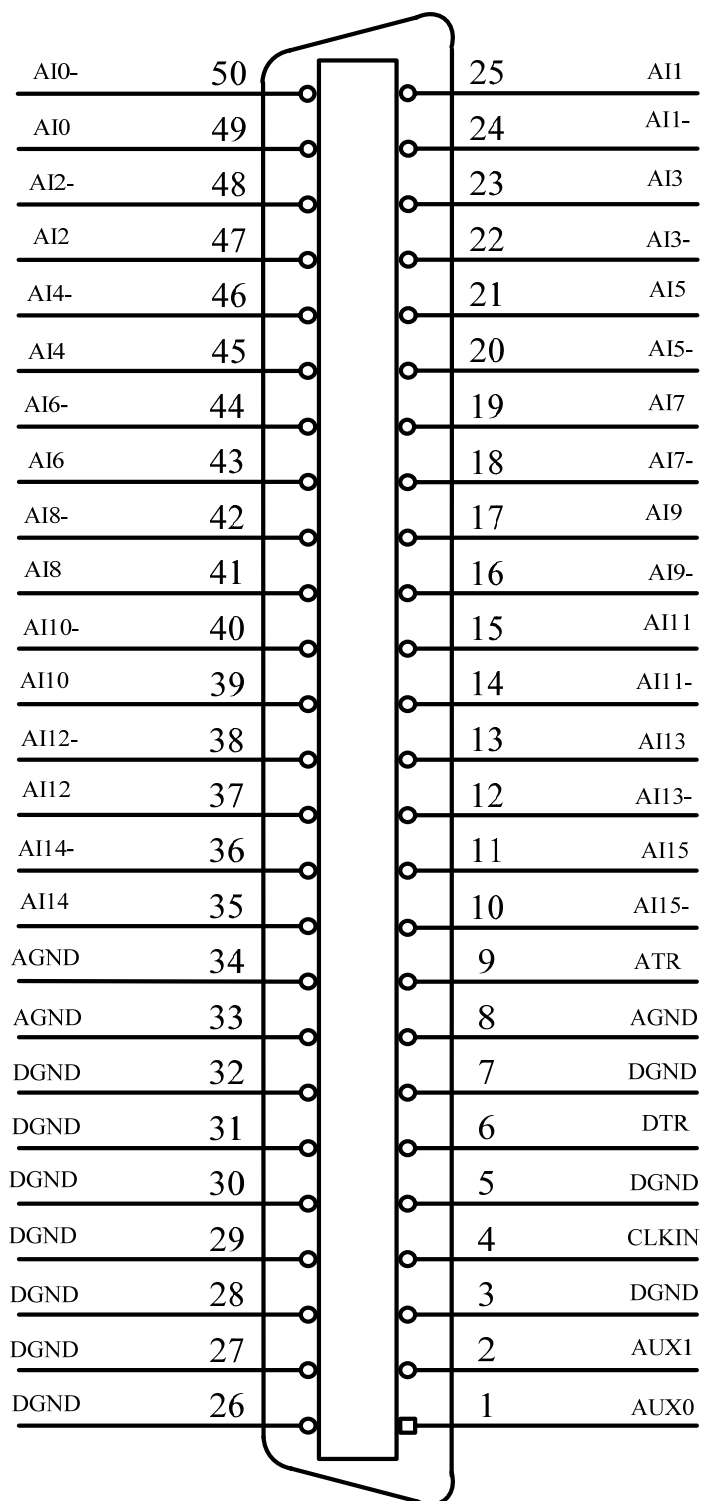 AI0- 50 25 AI1
AI0 49 24 AI1-
AI2- 48 23 AI3
AI2 47 22 AI3-
AI4- 46 21 AI5
AI4 45 20 AI5-
AI6- 44 19 AI7
AI6 43 18 AI7-
AI8- 42 17 AI9
AI8 41 16 AI9-
AI10- 40 15 AI11
AI10 39 14 AI11-
AI12- 38 13 AI13
AI12 37 12 AI13-
AI14- 36 11 AI15
AI14 35 10 AI15-
AGND 34 9 ATR
AGND 33 8 AGND
DGND 32 7 DGND
DGND 31 6 DTR
DGND 30 5 DGND
DGND 29 4 CLKIN
DGND 28 3 DGND
DGND 27 2 AUX1
DGND 26 1 AUX0